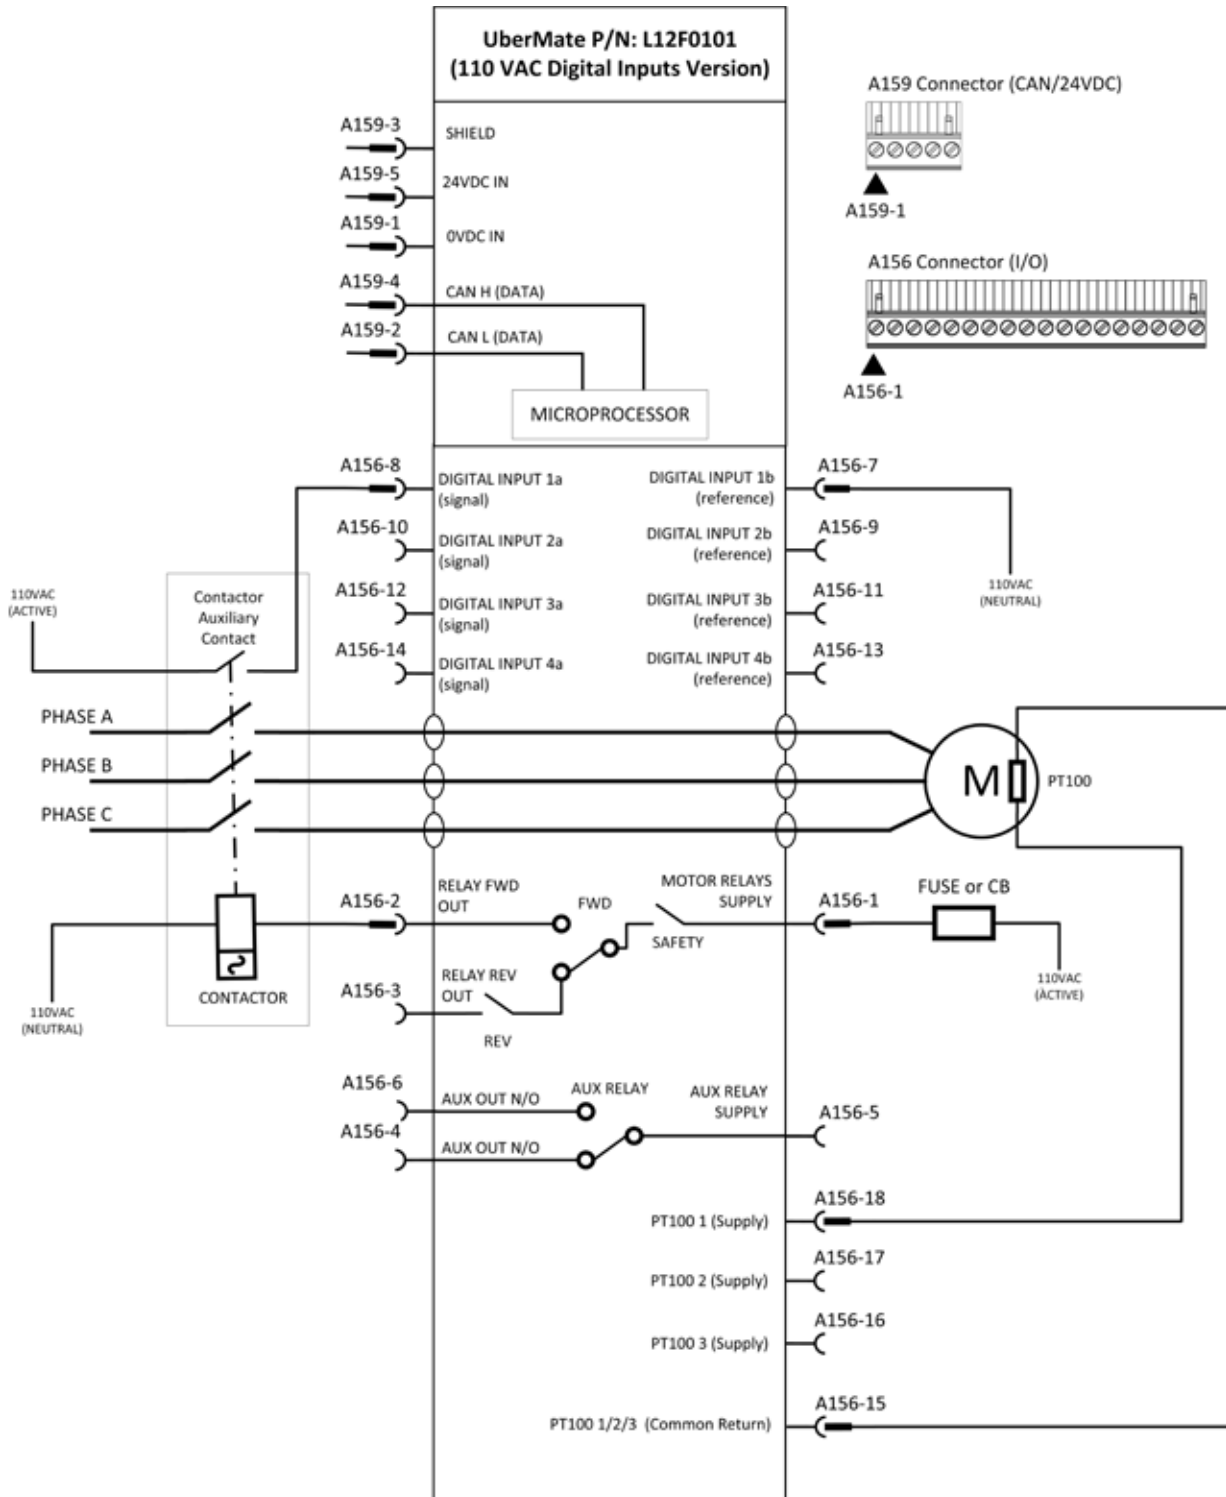 UberMate P/N: L12F0101
(110 VAC Digital Inputs Version)
A159 Connector (CAN/24VDC)
A159-1
A156 Connector (I/O)
A156-1
A159-3
SHIELD
A159-5
24VDC IN
A159-1
0VDC IN
A159-4
CAN H (DATA)
A159-2
CAN L (DATA)
MICROPROCESSOR
A156-8
DIGITAL INPUT 1a
(signal)
DIGITAL INPUT 1b
(reference)
A156-7
A156-10
DIGITAL INPUT 2a
(signal)
DIGITAL INPUT 2b
(reference)
A156-9
A156-12
DIGITAL INPUT 3a
(signal)
DIGITAL INPUT 3b
(reference)
A156-11
A156-14
DIGITAL INPUT 4a
(signal)
DIGITAL INPUT 4b
(reference)
A156-13
110VAC
(NEUTRAL)
110VAC
(ACTIVE)
Contactor
Auxiliary
Contact
PHASE A
PHASE B
PHASE C
M
PT100
A156-2
RELAY FWD
OUT
FWD
MOTOR RELAYS
SUPPLY
SAFETY
A156-1
FUSE or CB
110VAC
(ACTIVE)
CONTACTOR
110VAC
(NEUTRAL)
A156-3
RELAY REV
OUT
REV
A156-6
AUX OUT N/O
AUX RELAY
AUX RELAY
SUPPLY
A156-5
A156-4
AUX OUT N/O
A156-18
PT100 1 (Supply)
A156-17
PT100 2 (Supply)
A156-16
PT100 3 (Supply)
A156-15
PT100 1/2/3 (Common Return)